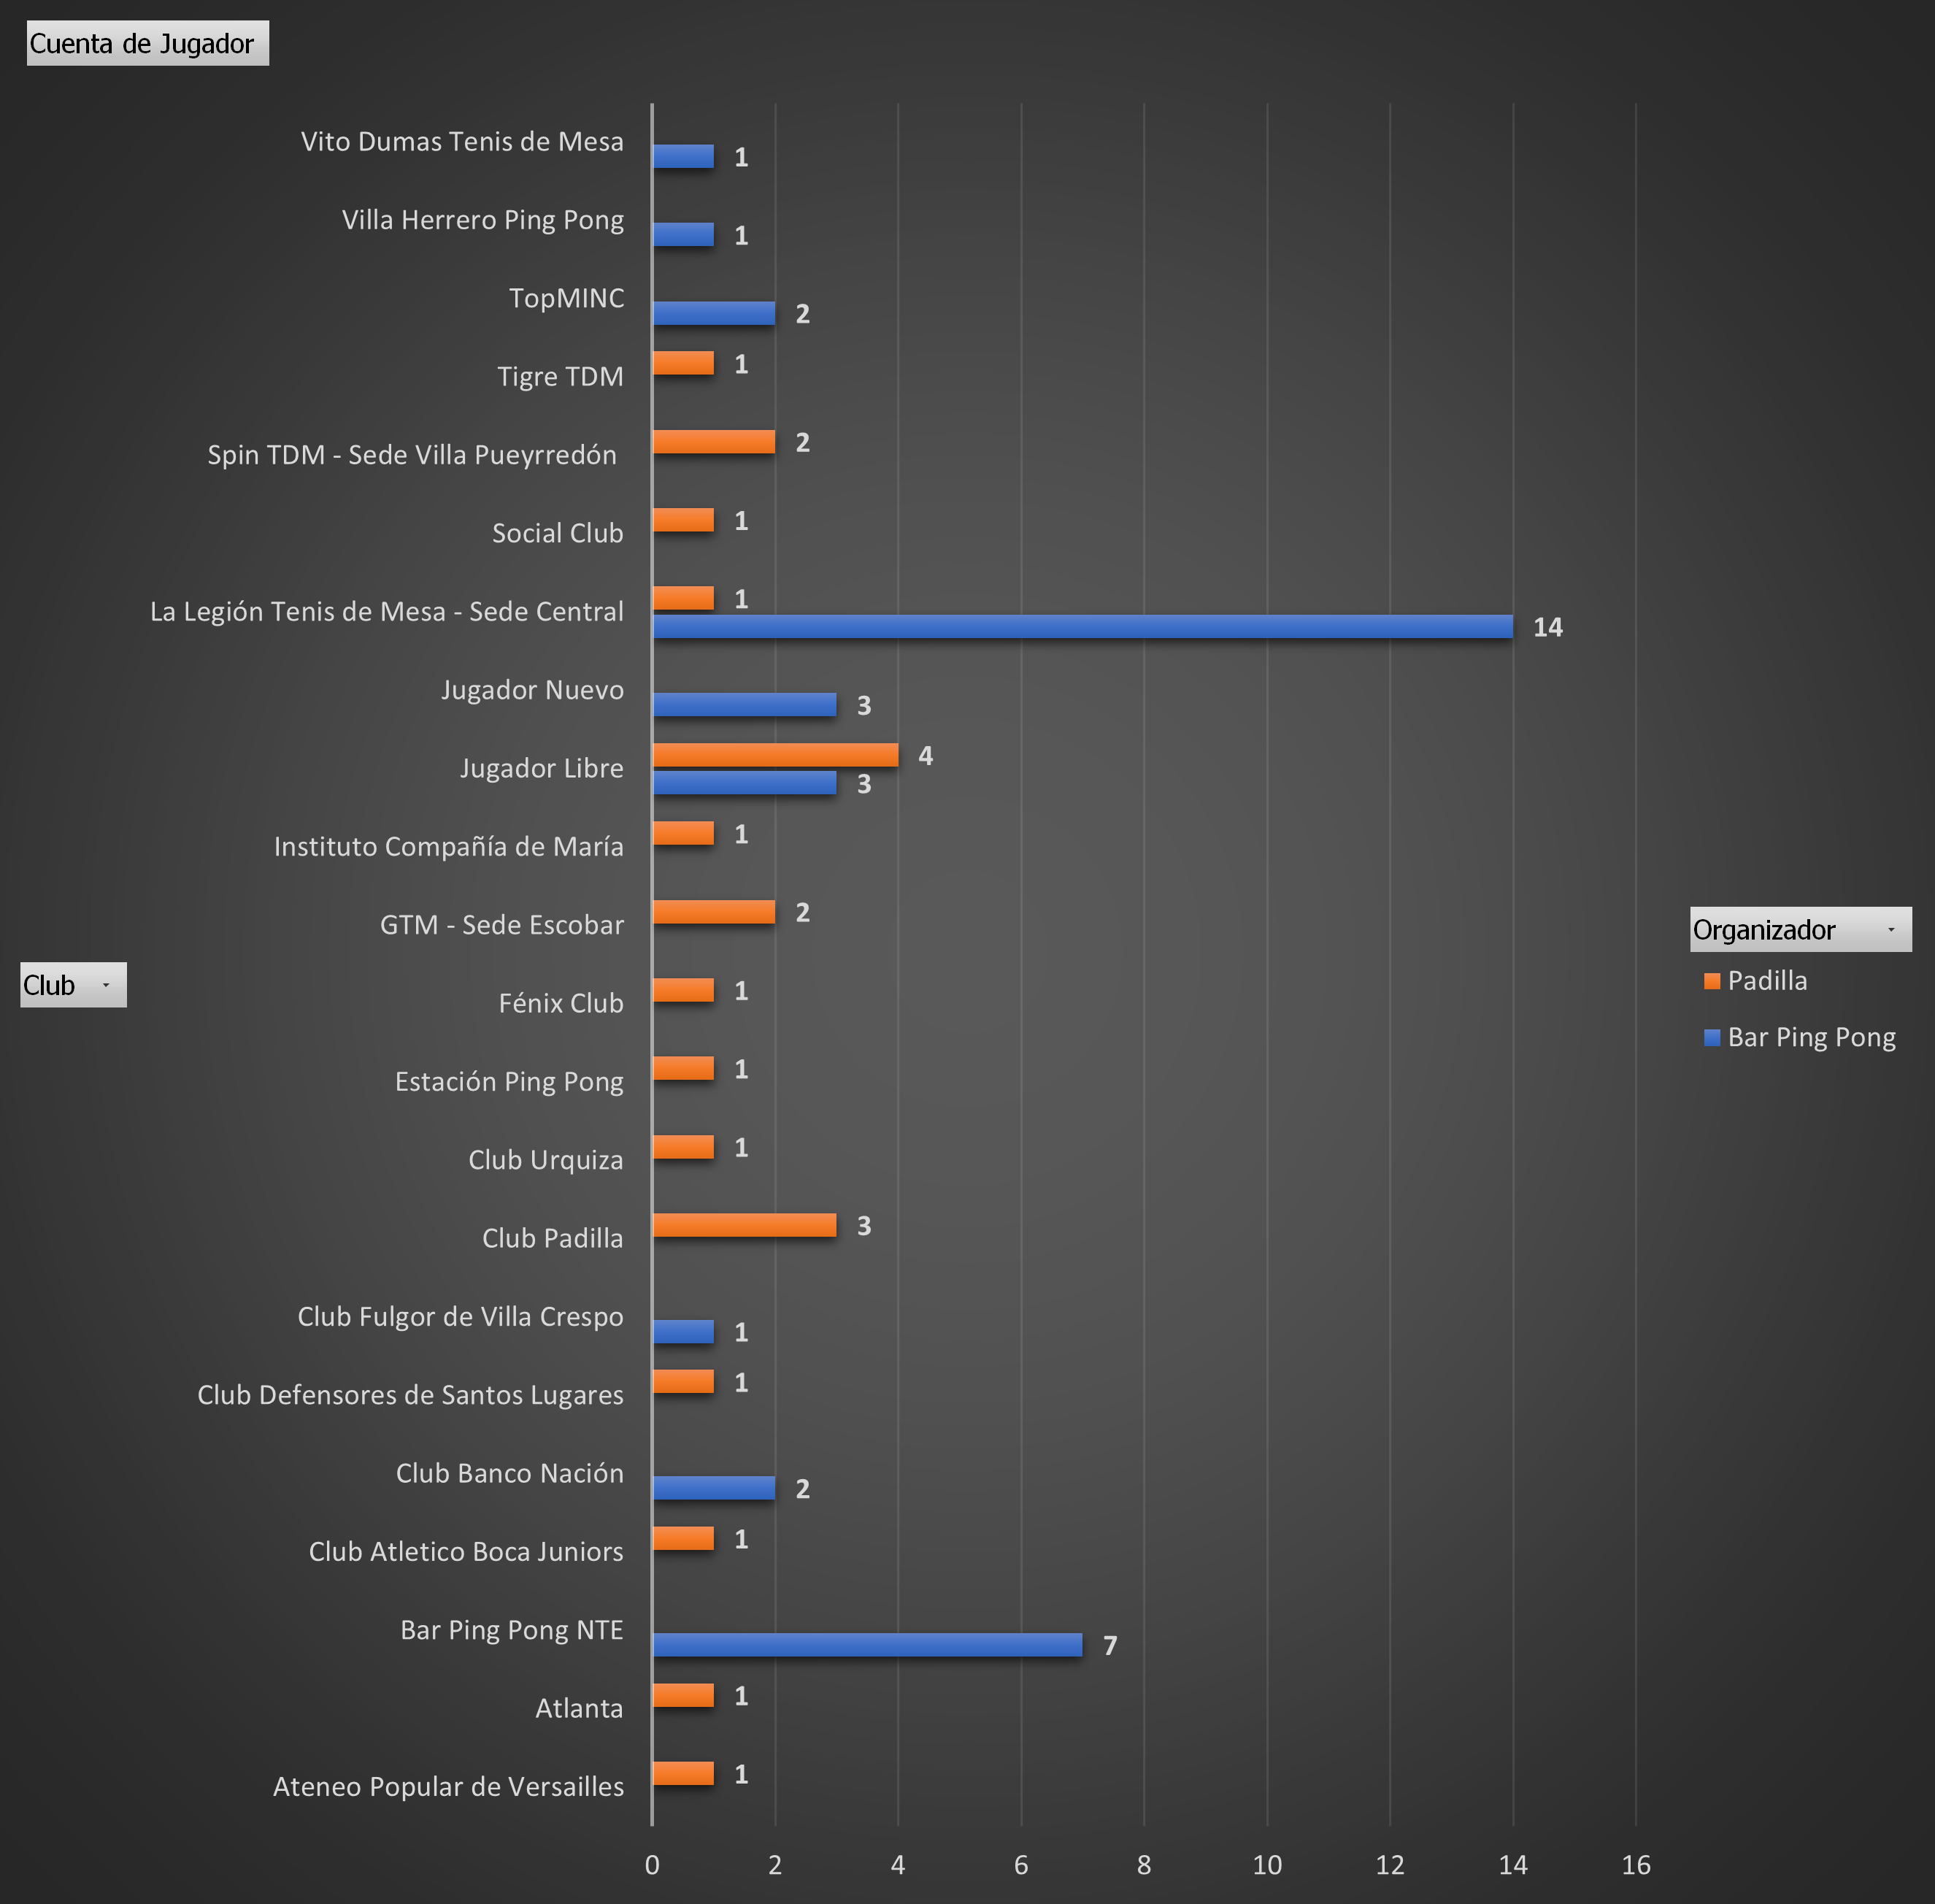 Cuenta de Jugador
Vito Dumas Tenis de Mesa 1
Villa Herrero Ping Pong 1
TopMINC 2
Tigre TDM 1
Spin TDM - Sede Villa Pueyrredón 2
Social Club 1
La Legión Tenis de Mesa - Sede Central 1
14
Jugador Nuevo 3
Jugador Libre 4
3
Instituto Compañía de María 1
GTM - Sede Escobar 2
Fénix Club 1
Estación Ping Pong 1
Club Urquiza 1
Club Padilla 3
Club Fulgor de Villa Crespo 1
Club Defensores de Santos Lugares 1
Club Banco Nación 2
Club Atletico Boca Juniors 1
Bar Ping Pong NTE 7
Atlanta 1
Ateneo Popular de Versailles 1
0 2 4 6 8 10 12 14 16
Club
Organizador
Padilla
Bar Ping Pong